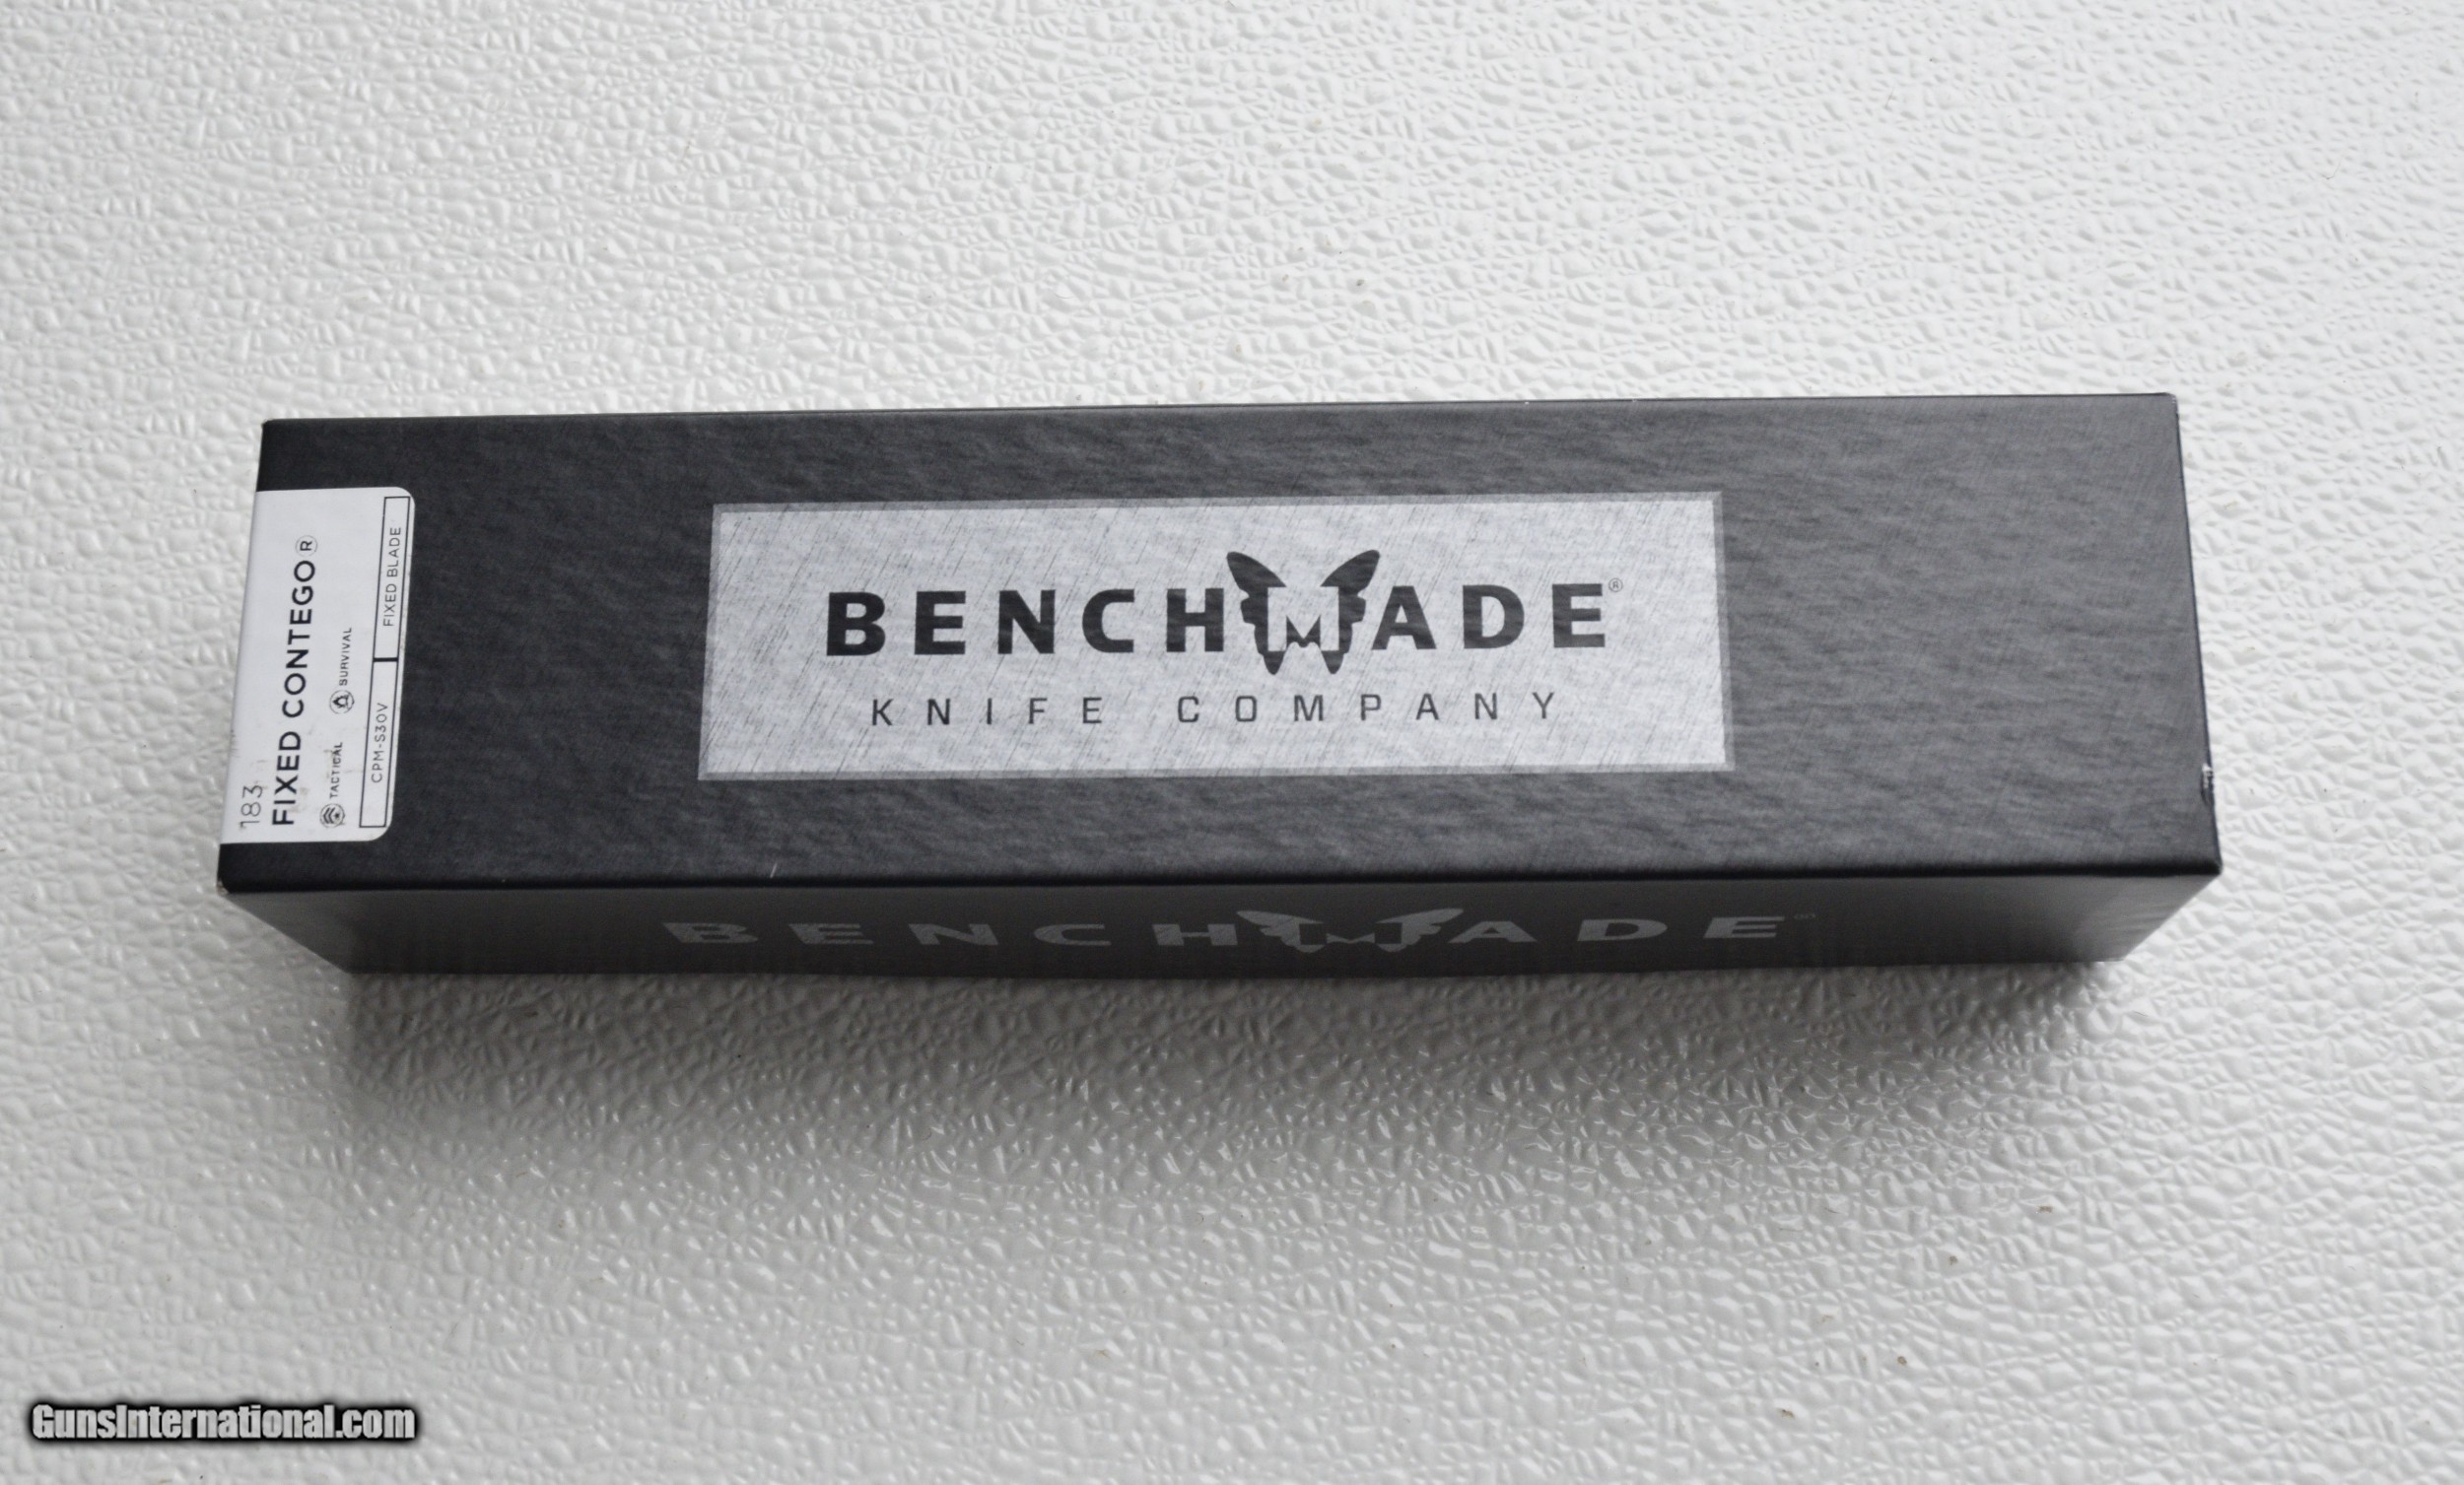 183
FIXED CONTEGO®
TACTICAL SURVIVAL
CPM-S30V FIXED BLADE
BENCHMADE®
KNIFE COMPANY
BENCHMADE®
GunsInternational.com